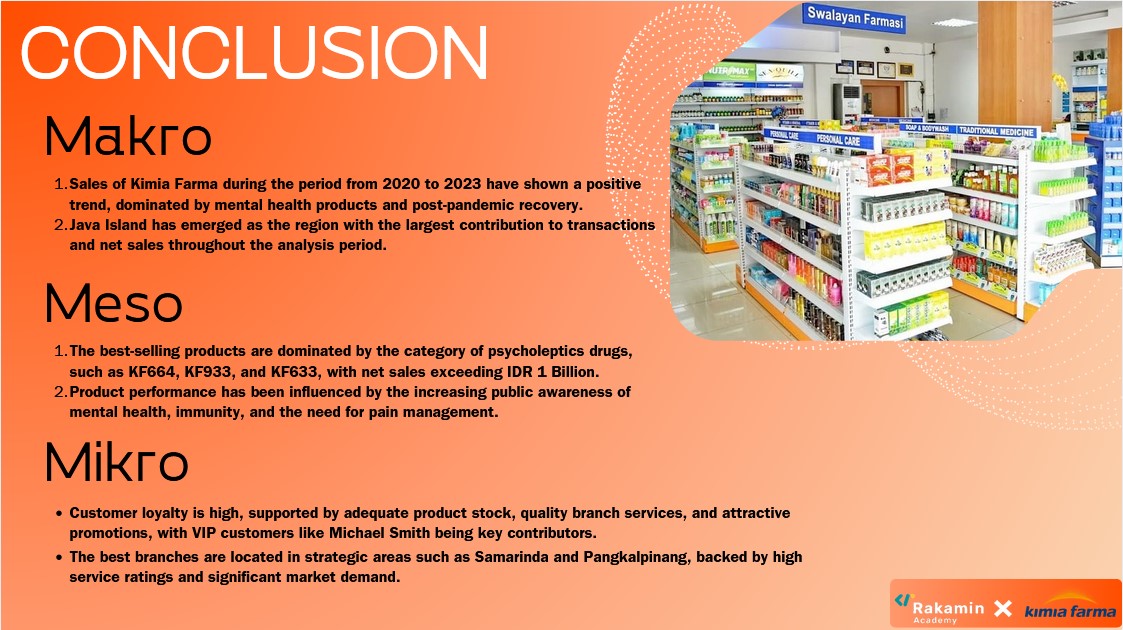 CONCLUSION
Swalayan Farmasi
NUTRIMAX
SEA-QUILL
PERSONAL CARE
PERSONAL CARE
SOAP & BODYWASH
TRADITIONAL MEDICINE
Makro
1. Sales of Kimia Farma during the period from 2020 to 2023 have shown a positive
trend, dominated by mental health products and post-pandemic recovery.
2. Java Island has emerged as the region with the largest contribution to transactions
and net sales throughout the analysis period.
Meso
1. The best-selling products are dominated by the category of psycholeptics drugs,
such as KF664, KF933, and KF633, with net sales exceeding IDR 1 Billion.
2. Product performance has been influenced by the increasing public awareness of
mental health, immunity, and the need for pain management.
Mikro
• Customer loyalty is high, supported by adequate product stock, quality branch services, and attractive
promotions, with VIP customers like Michael Smith being key contributors.
• The best branches are located in strategic areas such as Samarinda and Pangkalpinang, backed by high
service ratings and significant market demand.
Rakamin
Academy
kimia farma